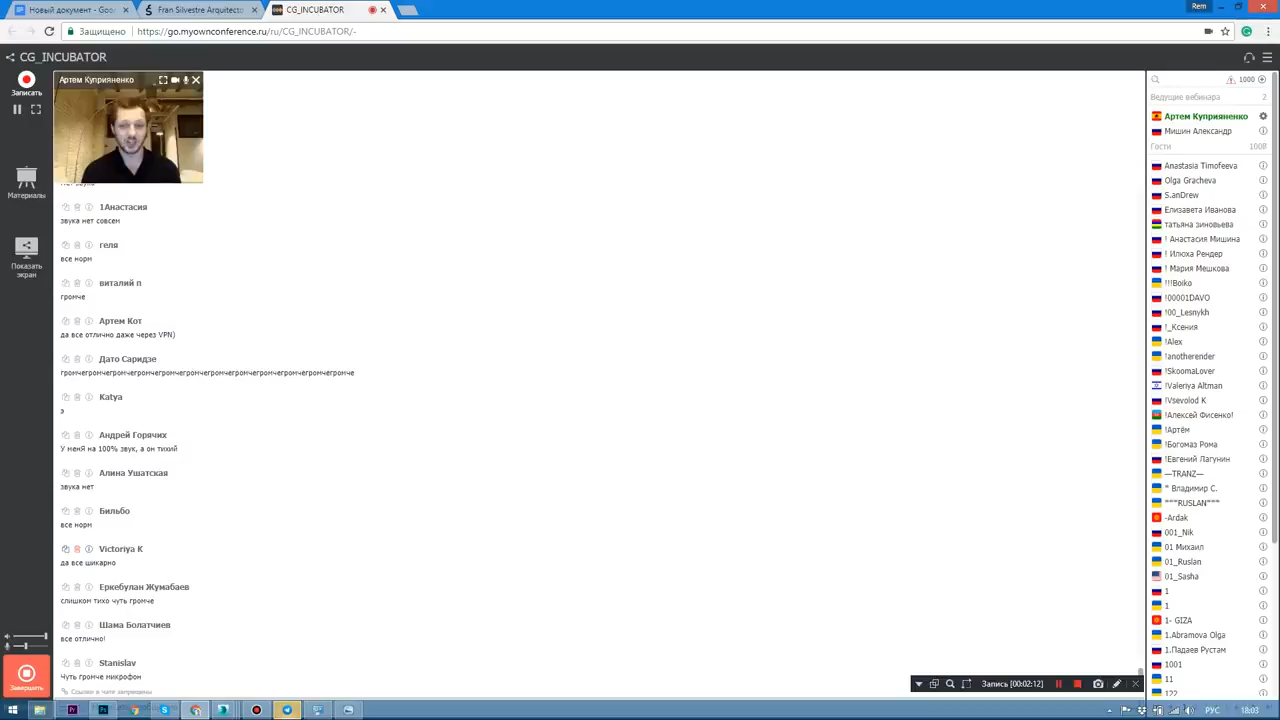 Новый документ - Goo
Fran Silvestre Arquitector
CG_INCUBATOR
Rem
Защищено
https://go.myownconference.ru/ru/CG_INCUBATOR/-
CG_INCUBATOR
Записать
Материалы
Показать
экран
Завершить
Артем Куприяненко
1Анастасия
звука нет совсем
геля
все норм
виталий п
громче
Артем Кот
да все отлично даже через VPN)
Дато Саридзе
громчегромчегромчегромчегромчегромчегромчегромчегромчегромчегромчегромче
Katya
э
Андрей Горячих
У менЯ на 100% звук, а он тихий
Алина Ушатская
звука нет
Бильбо
все норм
Victoriya K
да все шикарно
Еркебулан Жумабаев
слишком тихо чуть громче
Шама Болатчиев
все отлично!
Stanislav
Чуть громче микрофон
Ссылки в чате запрещены
Запись [00:02:12]
1000
Ведущие вебинара 2
Артем Куприяненко
Мишин Александр
Гости
Anastasia Timofeeva
Olga Gracheva
S.anDrew
Елизавета Иванова
татьяна зиновьева
! Анастасия Мишина
! Илюха Рендер
! Мария Мешкова
!!!Boiko
!00001DAVO
!00_Lesnykh
!_Ксения
!Alex
!anotherender
!SkoomaLover
!Valeriya Altman
!Vsevolod K
!Алексей Фисенко!
!Артём
!Богомаз Рома
!Евгений Лагунин
—TRANZ—
* Владимир С.
***RUSLAN***
-Ardak
001_Nik
01 Михаил
01_Ruslan
01_Sasha
1
1
1- GIZA
1.Abramova Olga
1.Падаев Рустам
1001
11
122
РУС
18:03